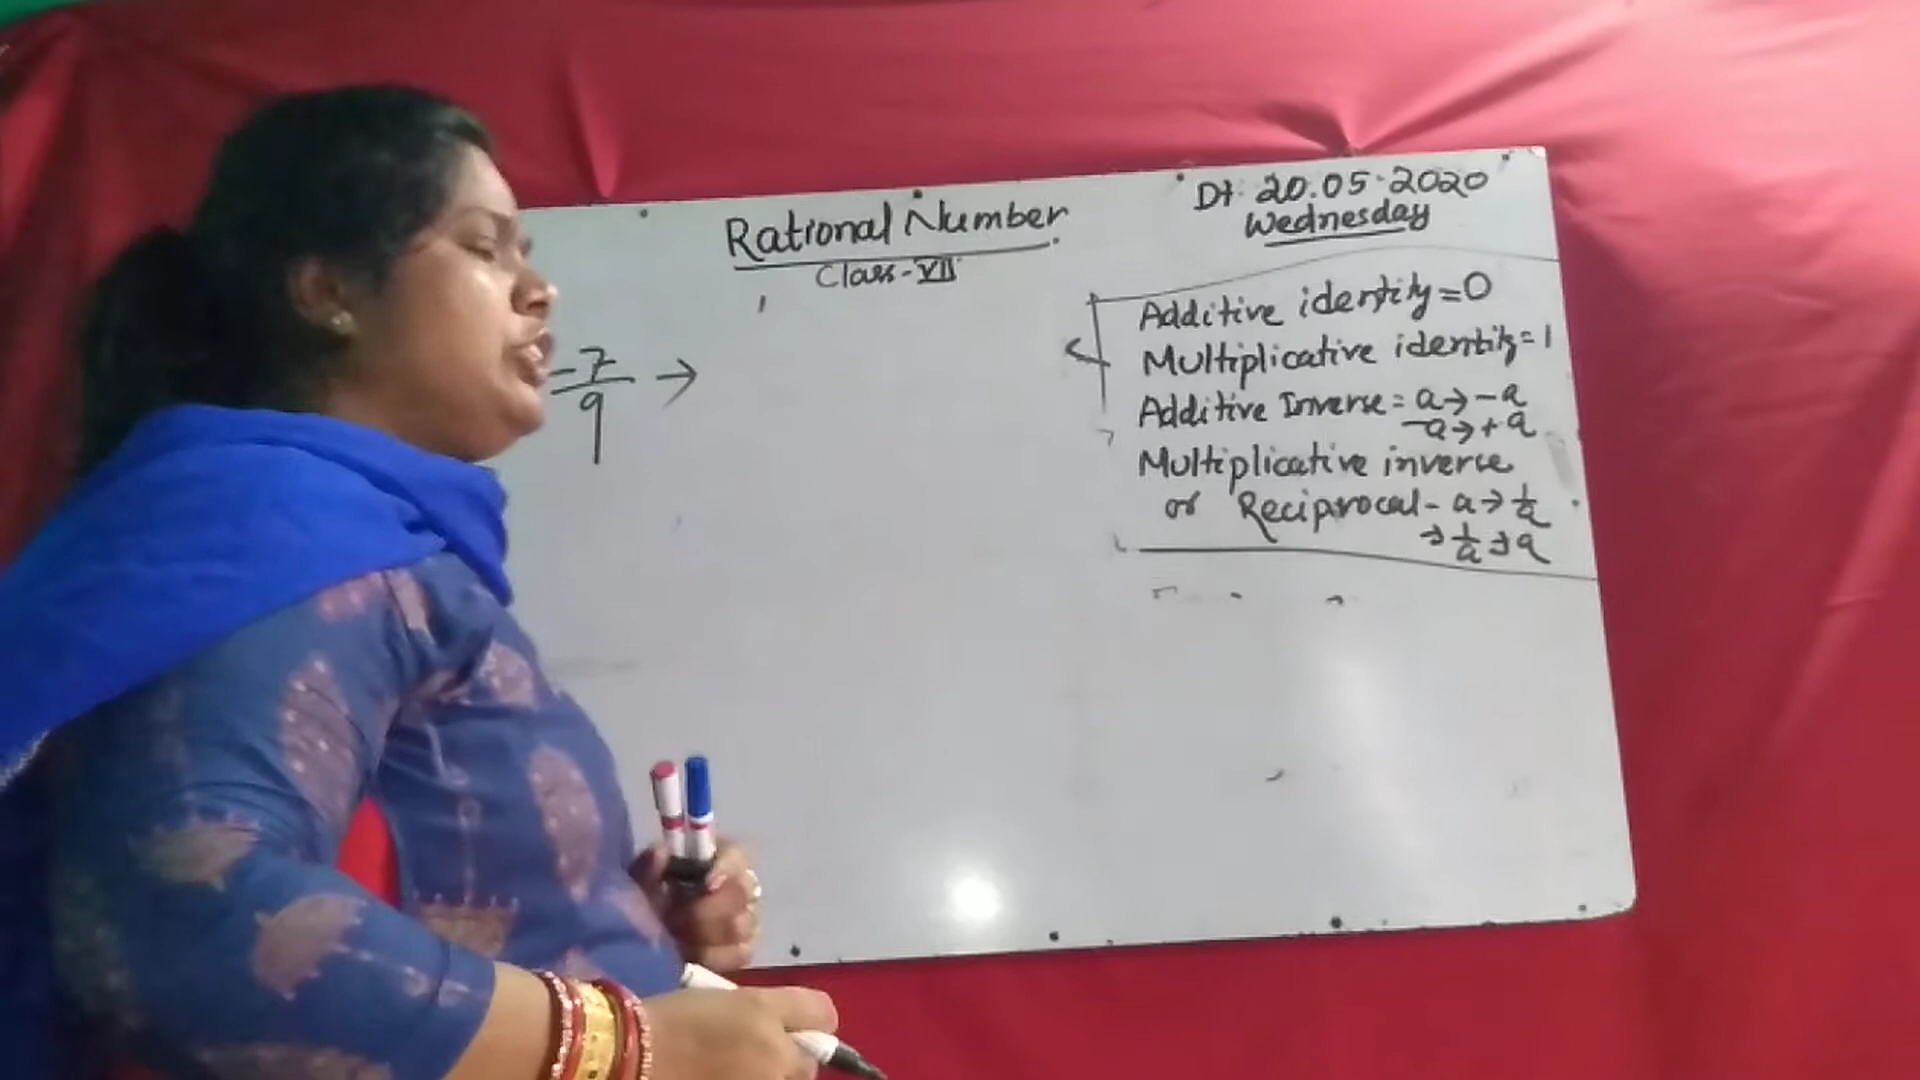 Rational Number
Class-VII
Dt: 20.05.2020
Wednesday
-7/9 →
Additive identity = 0
Multiplicative identity = 1
Additive Inverse = a → -a
-a → +a
Multiplicative inverse
or Reciprocal - a → 1/a
→ 1/a → a